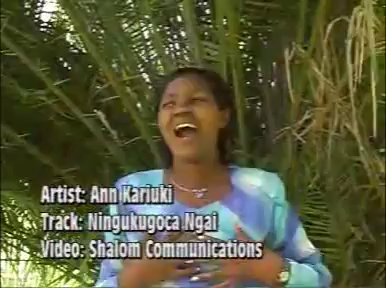 Artist: Ann Kariuki
Track: Ningukugoca Ngai
Video: Shalom Communications